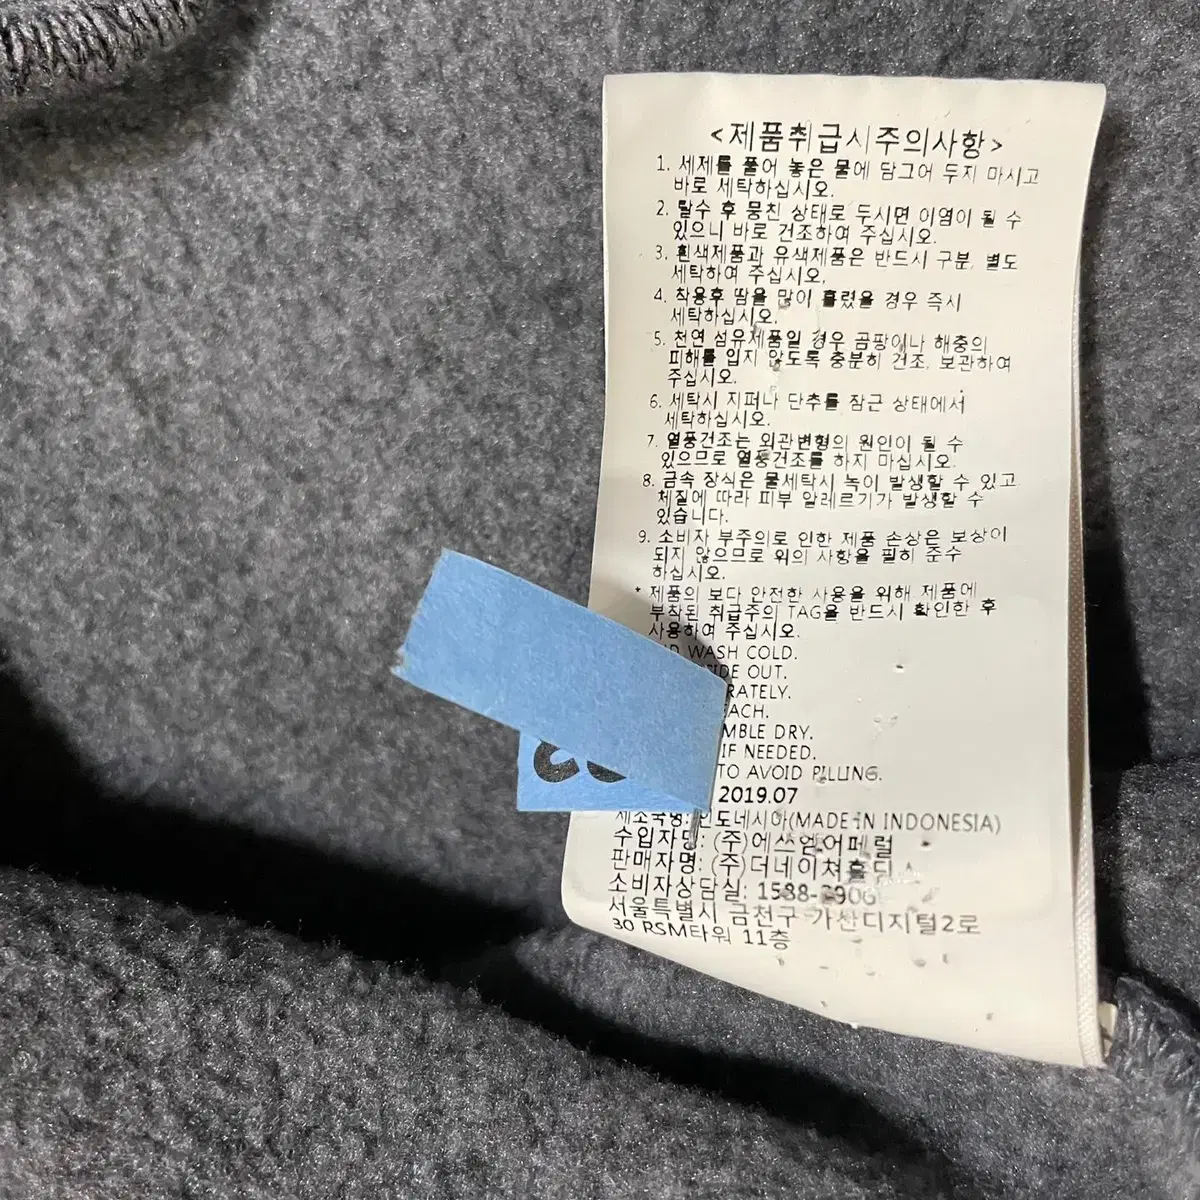 <제품취급시주의사항>
1. 세제를 풀어 놓은 물에 담그어 두지 마시고
바로 세탁하십시오.
2. 탈수 후 뭉친 상태로 두시면 이염이 될 수
있으니 바로 건조하여 주십시오.
3. 흰색제품과 유색제품은 반드시 구분, 별도
세탁하여 주십시오.
4. 착용후 땀을 많이 흘렸을 경우 즉시
세탁하십시오.
5. 천연 섬유제품일 경우 곰팡이나 해충의
피해를 입지 않도록 충분히 건조, 보관하여
주십시오.
6. 세탁시 지퍼나 단추를 잠근 상태에서
세탁하십시오.
7. 열풍건조는 외관변형의 원인이 될 수
있으므로 열풍건조를 하지 마십시오.
8. 금속 장식은 물세탁시 녹이 발생할 수 있고
체질에 따라 피부 알레르기가 발생할 수
있습니다.
9. 소비자 부주의로 인한 제품 손상은 보상이
되지 않으므로 위의 사항을 필히 준수
하십시오.
* 제품의 보다 안전한 사용을 위해 제품에
부착된 취급주의 TAG을 반드시 확인한 후
사용하여 주십시오.
WASH COLD.
OUT.
DRY.
IF NEEDED.
TO AVOID PILLING.
2019.07
제조국명: 인도네시아(MADE IN INDONESIA)
수입자명: (주)에쓰엠어패럴
판매자명: (주)더네이쳐홀딩스
소비자상담실:
서울특별시 금천구 가산디지털2로
30 RSM타워 11층